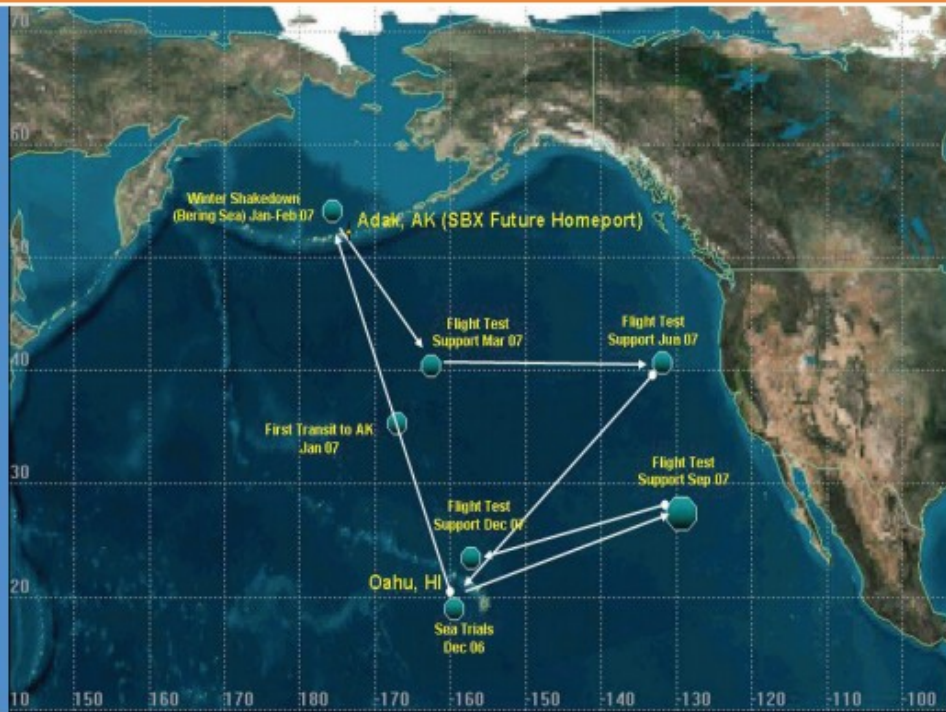 70
60
Winter Shakedown
(Bering Sea) Jan-Feb 07
Adak, AK (SBX Future Homeport)
Flight Test
Support Mar 07
Flight Test
Support Jun 07
40
First Transit to AK
Jan 07
30
Flight Test
Support Sep 07
Flight Test
Support Dec 07
Oahu, HI
20
Sea Trials
Dec 06
10 150 160 -170 180 -170 -160 -150 -140 -130 -120 -110 -100